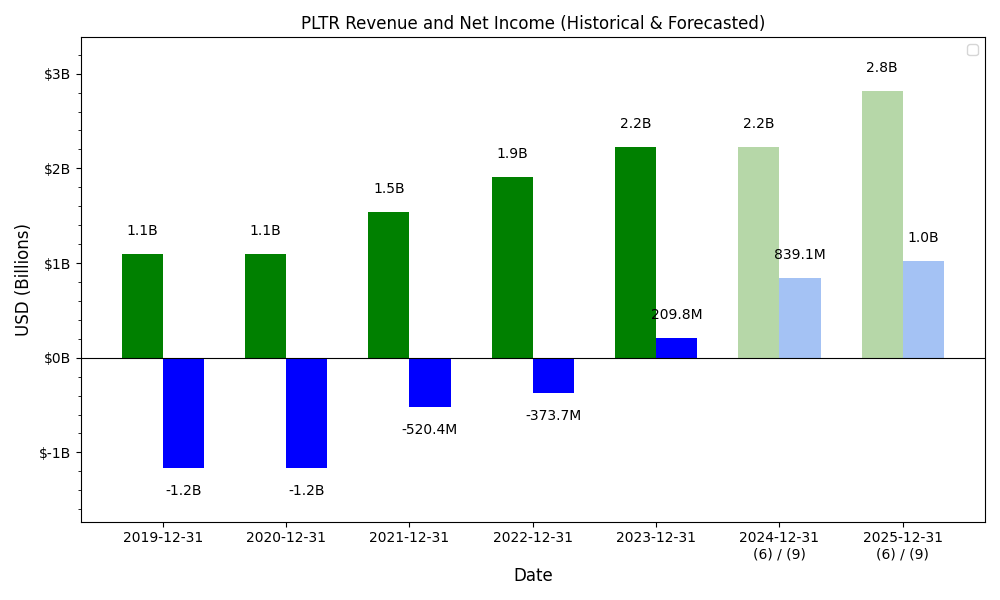 PLTR Revenue and Net Income (Historical & Forecasted)
USD (Billions)
$3B
$2B
$1B
$0B
$-1B
1.1B
1.1B
1.5B
1.9B
2.2B
2.2B
2.8B
-1.2B
-1.2B
-520.4M
-373.7M
209.8M
839.1M
1.0B
2019-12-31
2020-12-31
2021-12-31
2022-12-31
2023-12-31
2024-12-31
(6) / (9)
2025-12-31
(6) / (9)
Date